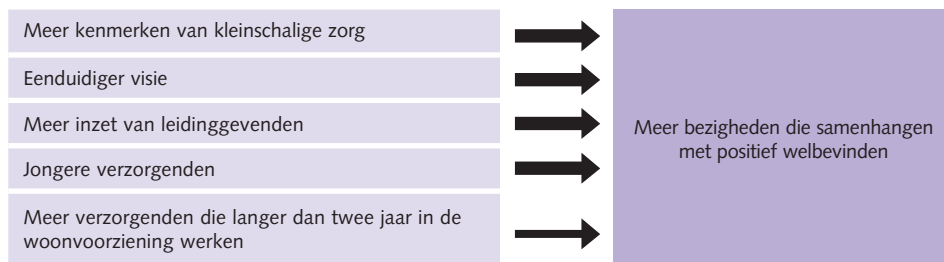 Meer kenmerken van kleinschalige zorg
Eenduidiger visie
Meer inzet van leidinggevenden
Jongere verzorgenden
Meer verzorgenden die langer dan twee jaar in de
woonvoorziening werken
Meer bezigheden die samenhangen
met positief welbevinden